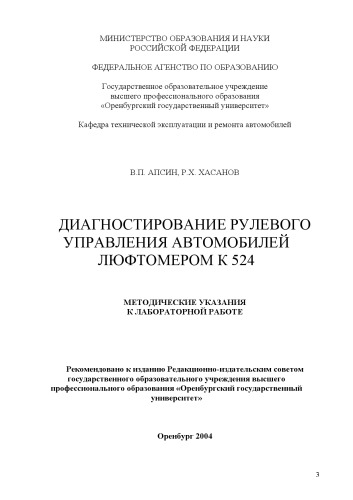 МИНИСТЕРСТВО ОБРАЗОВАНИЯ И НАУКИ
РОССИЙСКОЙ ФЕДЕРАЦИИ
ФЕДЕРАЛЬНОЕ АГЕНСТВО ПО ОБРАЗОВАНИЮ
Государственное образовательное учреждение
высшего профессионального образования
«Оренбургский государственный университет»
Кафедра технической эксплуатации и ремонта автомобилей
В.П. АПСИН, Р.Х. ХАСАНОВ
ДИАГНОСТИРОВАНИЕ РУЛЕВОГО
УПРАВЛЕНИЯ АВТОМОБИЛЕЙ
ЛЮФТОМЕРОМ К 524
МЕТОДИЧЕСКИЕ УКАЗАНИЯ
К ЛАБОРАТОРНОЙ РАБОТЕ
Рекомендовано к изданию Редакционно-издательским советом
государственного образовательного учреждения высшего
профессионального образования «Оренбургский государственный
университет»
Оренбург 2004
3